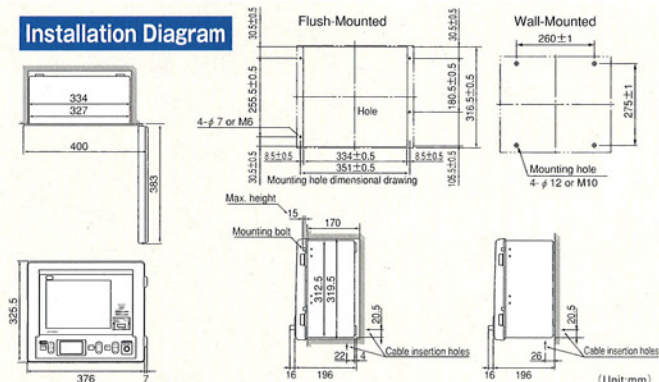 Installation Diagram
Flush-Mounted
Wall-Mounted
334
327
400
383
30.5±0.5
255.5±0.5
30.5±0.5
4-φ 7 or M6
Hole
30.5±0.5
180.5±0.5
316.5±0.5
105.5±0.5
8.5±0.5
334±0.5
8.5±0.5
351±0.5
Mounting hole dimensional drawing
260±1
275±1
Mounting hole
4- φ 12 or M10
325.5
376
7
Max. height
15
170
Mounting bolt
312.5
319.5
20.5
Cable insertion holes
22
4
16
196
20.5
Cable insertion holes
26
16
196
(Unit:mm)